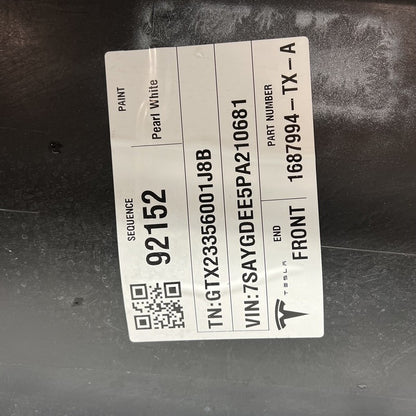 SEQUENCE
92152
PAINT
Pearl White
TN:GTX23356001J8B
VIN:7SAYGDEE5PA210681
TESLA
END
FRONT
PART NUMBER
1687994-TX-A